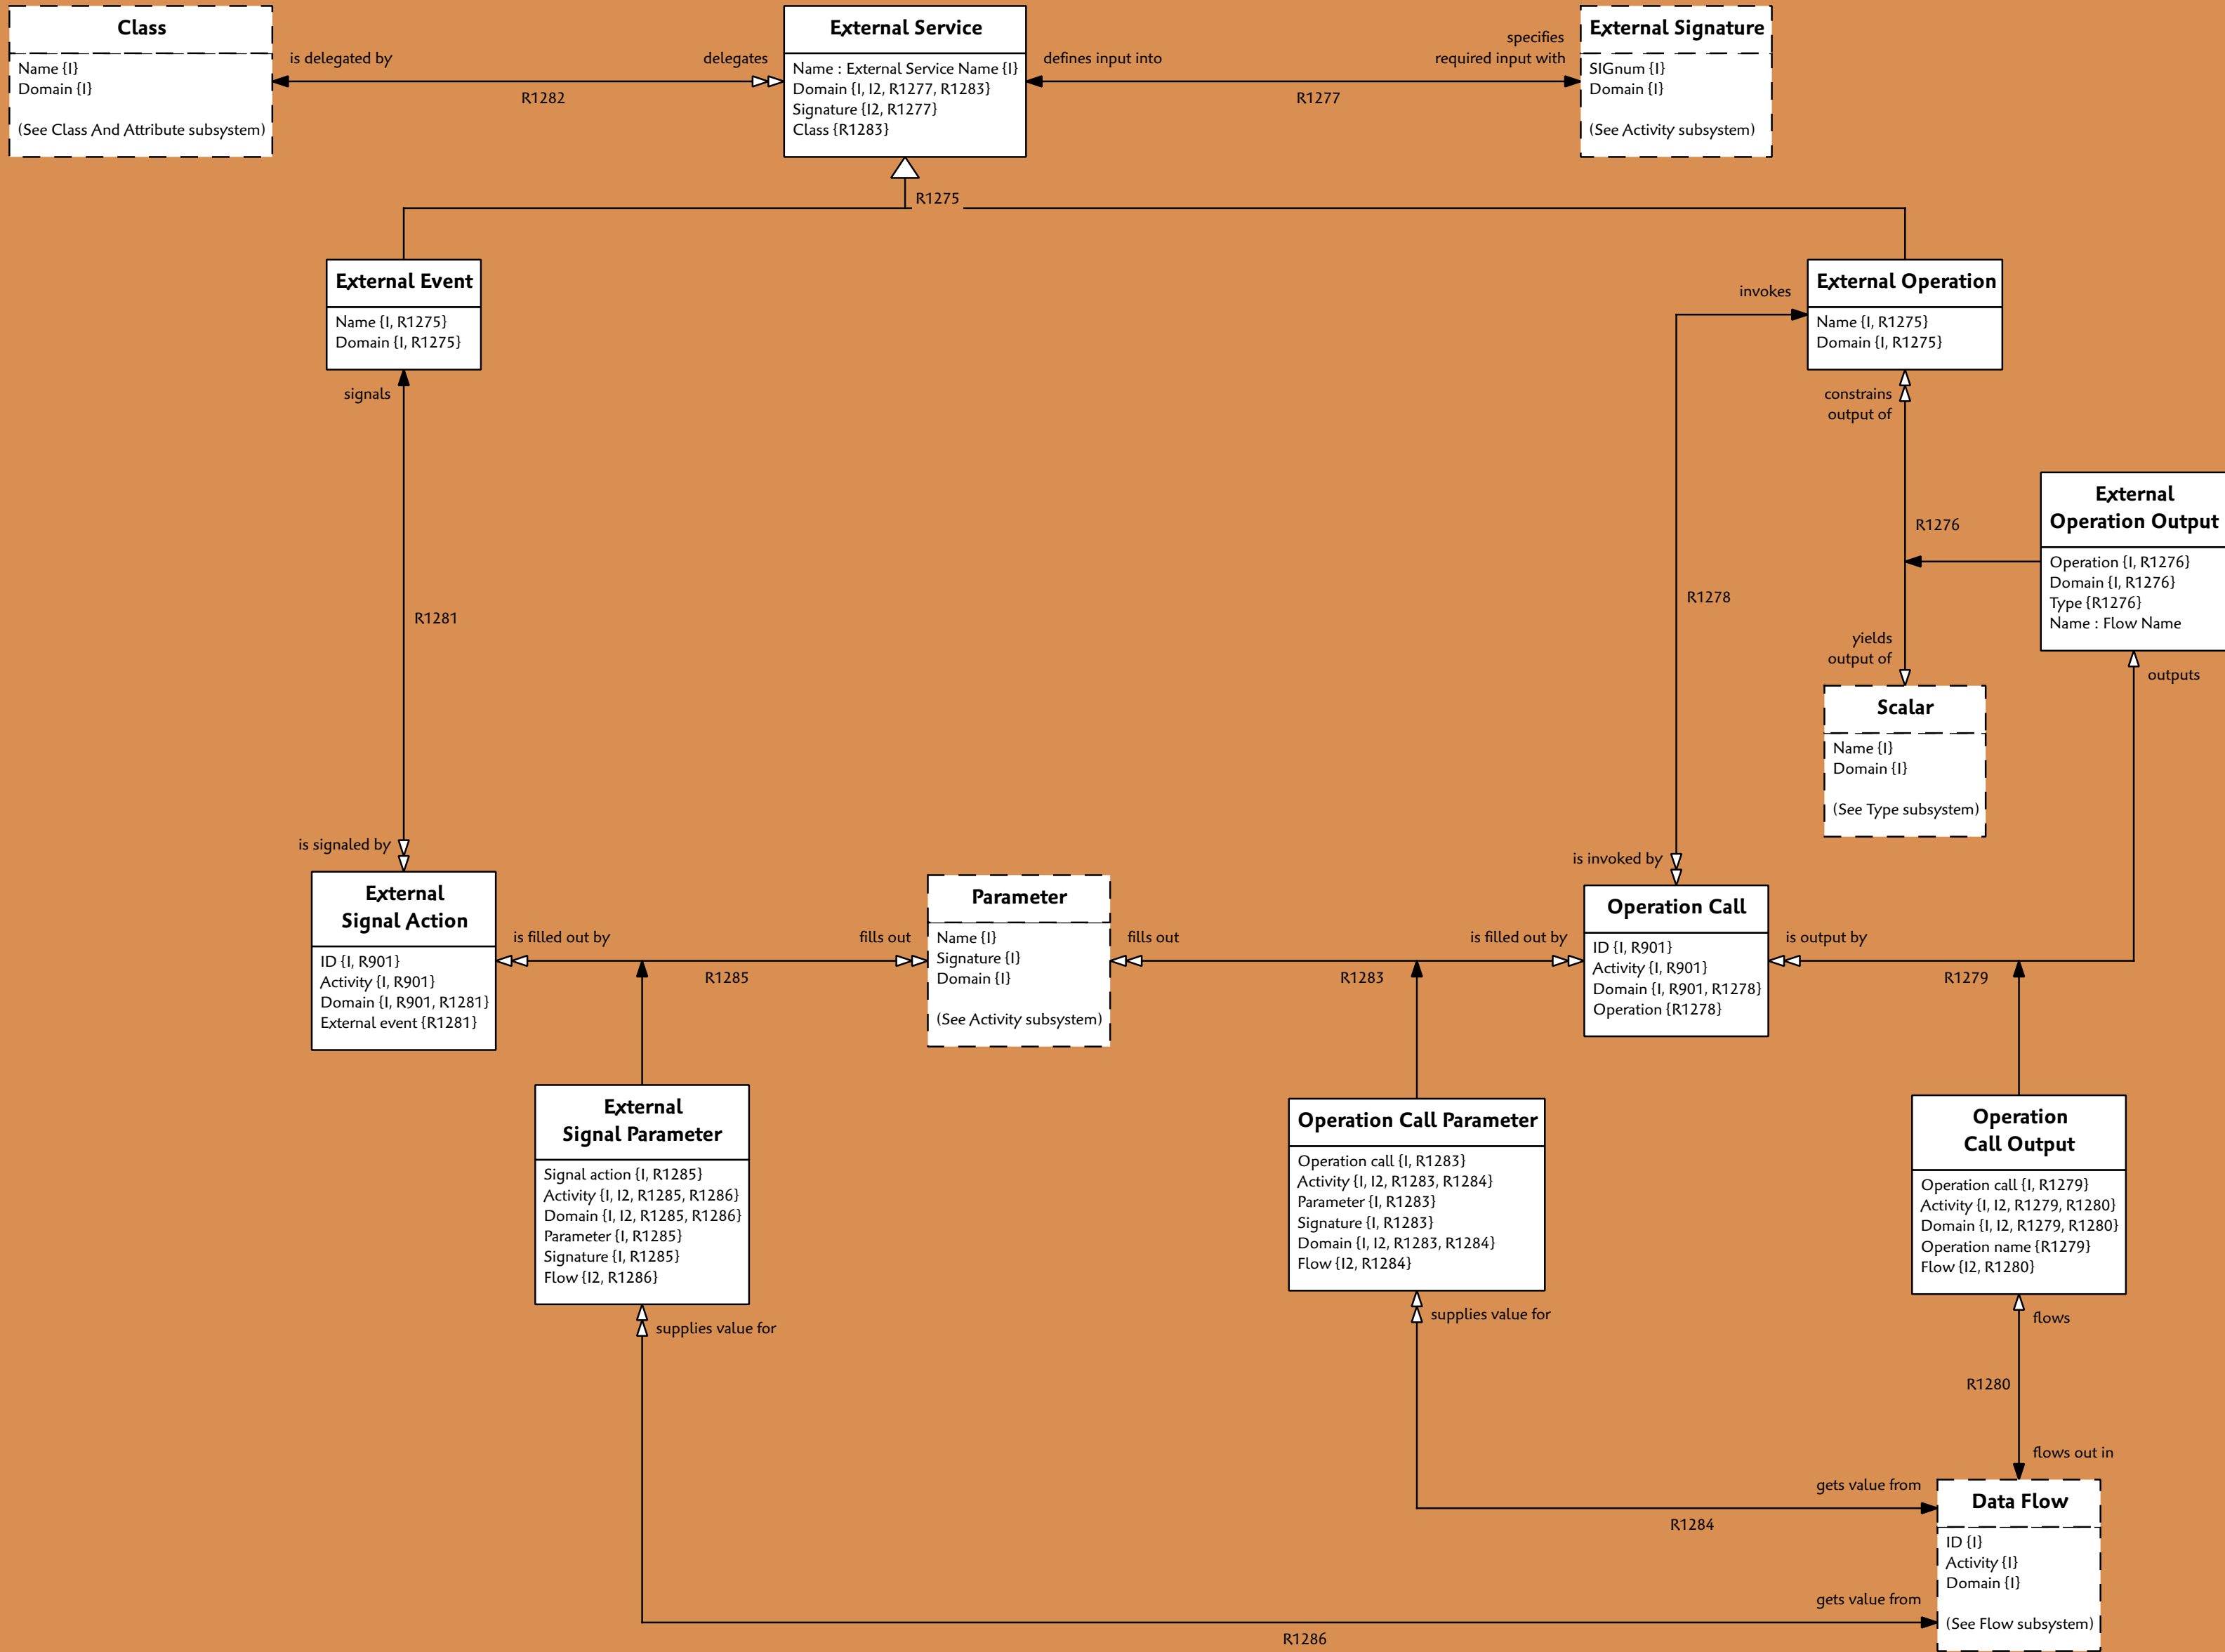 Class
Name {I}
Domain {I}
(See Class And Attribute subsystem)
is delegated by
delegates
R1282
External Service
Name : External Service Name {I}
Domain {I, I2, R1277, R1283}
Signature {I2, R1277}
Class {R1283}
defines input into
specifies
required input with
R1277
External Signature
SIGnum {I}
Domain {I}
(See Activity subsystem)
R1275
External Event
Name {I, R1275}
Domain {I, R1275}
signals
R1281
is signaled by
External Operation
Name {I, R1275}
Domain {I, R1275}
invokes
R1278
is invoked by
constrains
output of
R1276
yields
output of
External
Operation Output
Operation {I, R1276}
Domain {I, R1276}
Type {R1276}
Name : Flow Name
outputs
Scalar
Name {I}
Domain {I}
(See Type subsystem)
External
Signal Action
ID {I, R901}
Activity {I, R901}
Domain {I, R901, R1281}
External event {R1281}
is filled out by
fills out
R1285
Parameter
Name {I}
Signature {I}
Domain {I}
(See Activity subsystem)
fills out
is filled out by
R1283
Operation Call
ID {I, R901}
Activity {I, R901}
Domain {I, R901, R1278}
Operation {R1278}
is output by
R1279
External
Signal Parameter
Signal action {I, R1285}
Activity {I, I2, R1285, R1286}
Domain {I, I2, R1285, R1286}
Parameter {I, R1285}
Signature {I, R1285}
Flow {I2, R1286}
supplies value for
Operation Call Parameter
Operation call {I, R1283}
Activity {I, I2, R1283, R1284}
Parameter {I, R1283}
Signature {I, R1283}
Domain {I, I2, R1283, R1284}
Flow {I2, R1284}
supplies value for
Operation
Call Output
Operation call {I, R1279}
Activity {I, I2, R1279, R1280}
Domain {I, I2, R1279, R1280}
Operation name {R1279}
Flow {I2, R1280}
flows
R1280
flows out in
gets value from
R1284
Data Flow
ID {I}
Activity {I}
Domain {I}
(See Flow subsystem)
gets value from
R1286